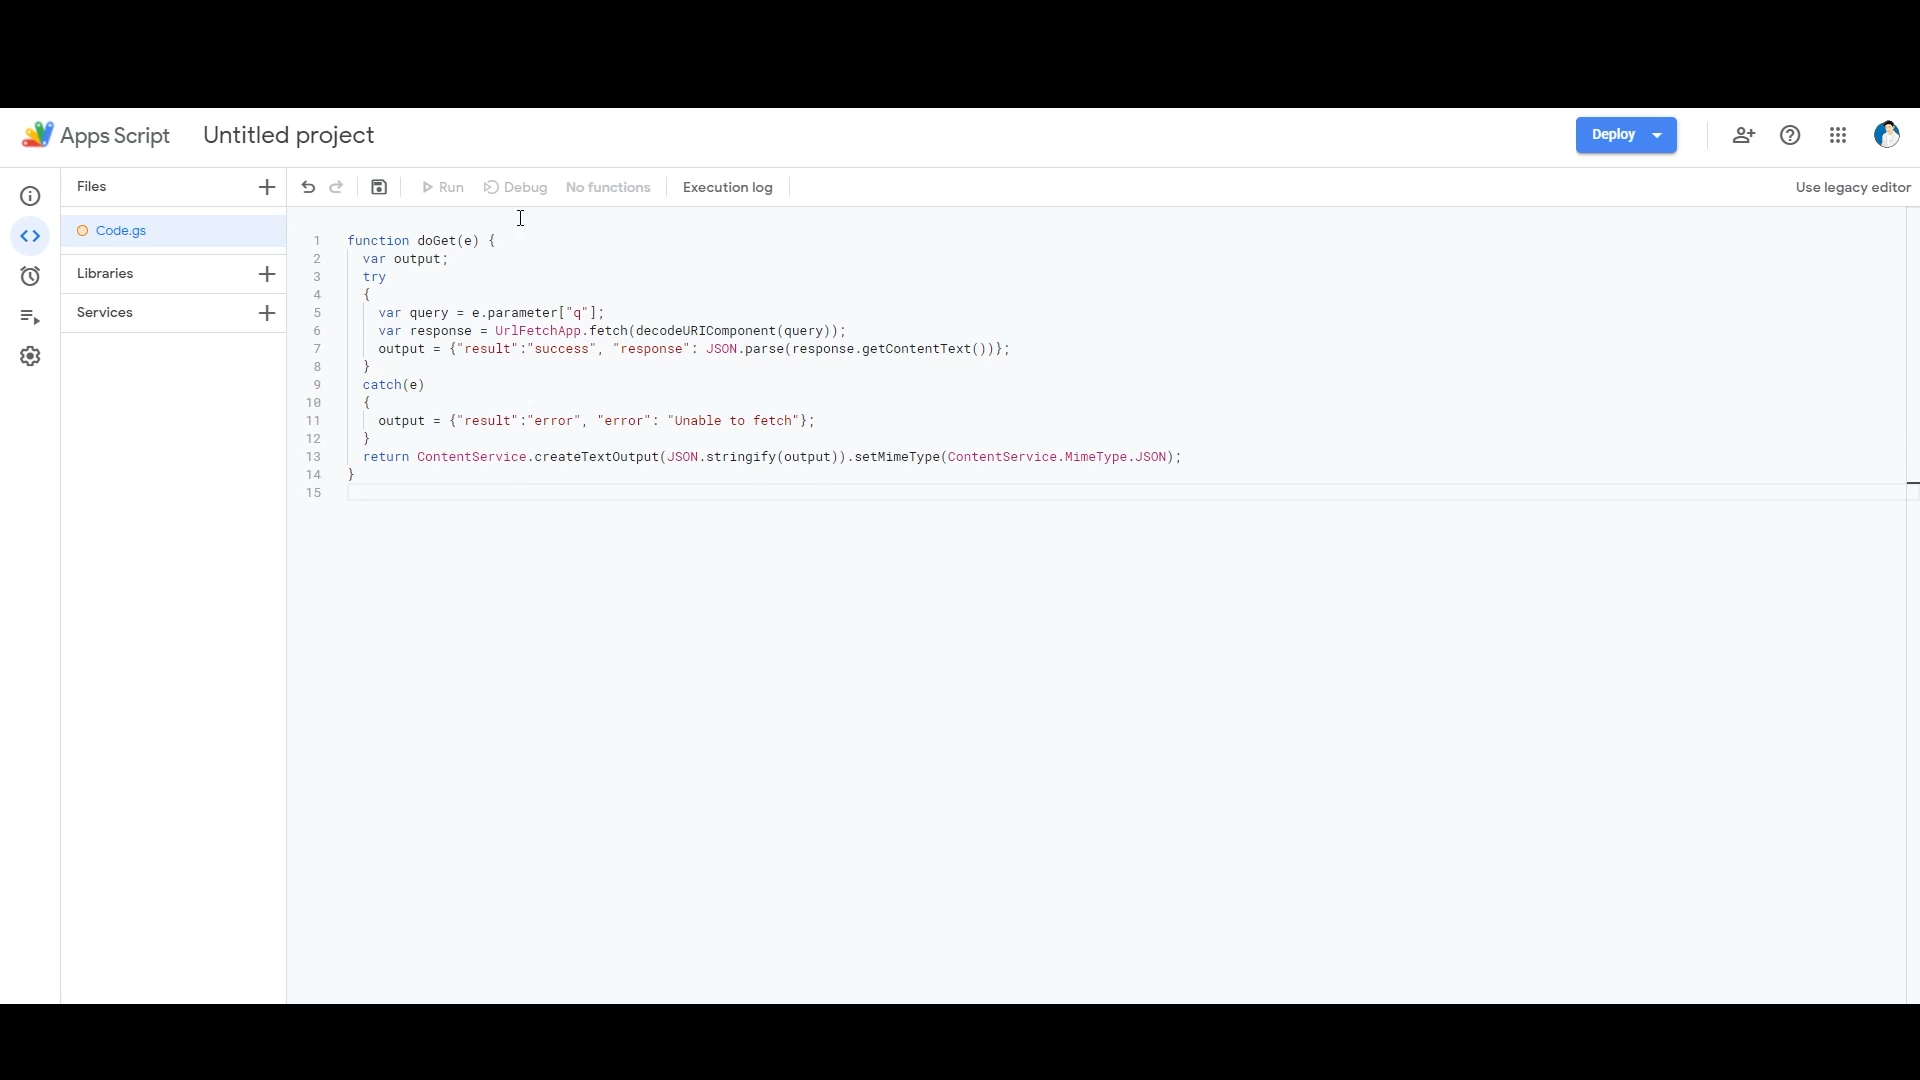 Apps Script Untitled project Deploy
Files Run Debug No functions Execution log Use legacy editor
Code.gs
Libraries
Services
1 function doGet(e) {
2 var output;
3 try
4 {
5 var query = e.parameter["q"];
6 var response = UrlFetchApp.fetch(decodeURIComponent(query));
7 output = {"result":"success", "response": JSON.parse(response.getContentText())};
8 }
9 catch(e)
10 {
11 output = {"result":"error", "error": "Unable to fetch"};
12 }
13 return ContentService.createTextOutput(JSON.stringify(output)).setMimeType(ContentService.MimeType.JSON);
14 }
15